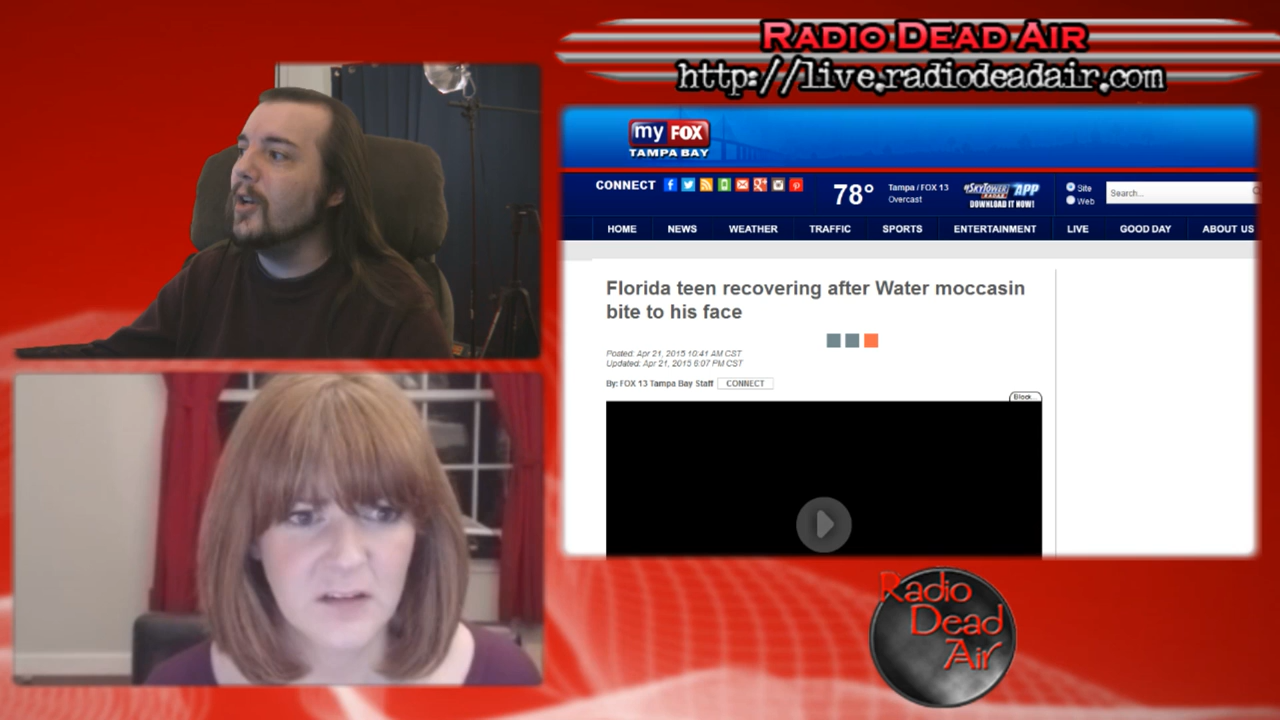 RADIO DEAD AIR
http://live.radiodeadair.com
my FOX
TAMPA BAY
CONNECT
78°
Tampa / FOX 13
Overcast
SKYTOWER
RADAR APP
DOWNLOAD IT NOW!
Site
Web
Search...
HOME NEWS WEATHER TRAFFIC SPORTS ENTERTAINMENT LIVE GOOD DAY ABOUT US
Florida teen recovering after Water moccasin
bite to his face
Posted: Apr 21, 2015 10:41 AM CST
Updated: Apr 21, 2015 6:07 PM CST
By: FOX 13 Tampa Bay Staff CONNECT
Block...
Radio
Dead
Air